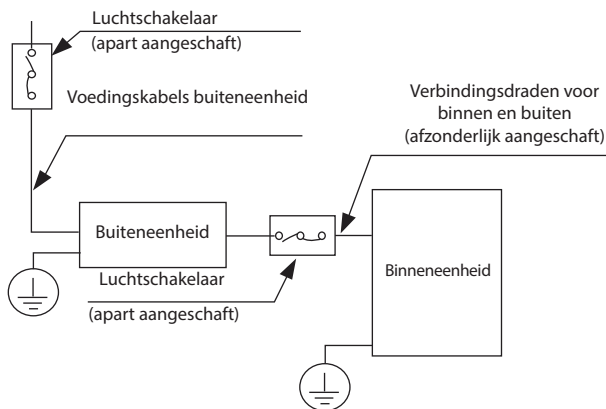 Luchtschakelaar
(apart aangeschaft)
Voedingskabels buiteneenheid
Verbindingsdraden voor
binnen en buiten
(afzonderlijk aangeschaft)
Buiteneenheid
Luchtschakelaar
(apart aangeschaft)
Binneneenheid